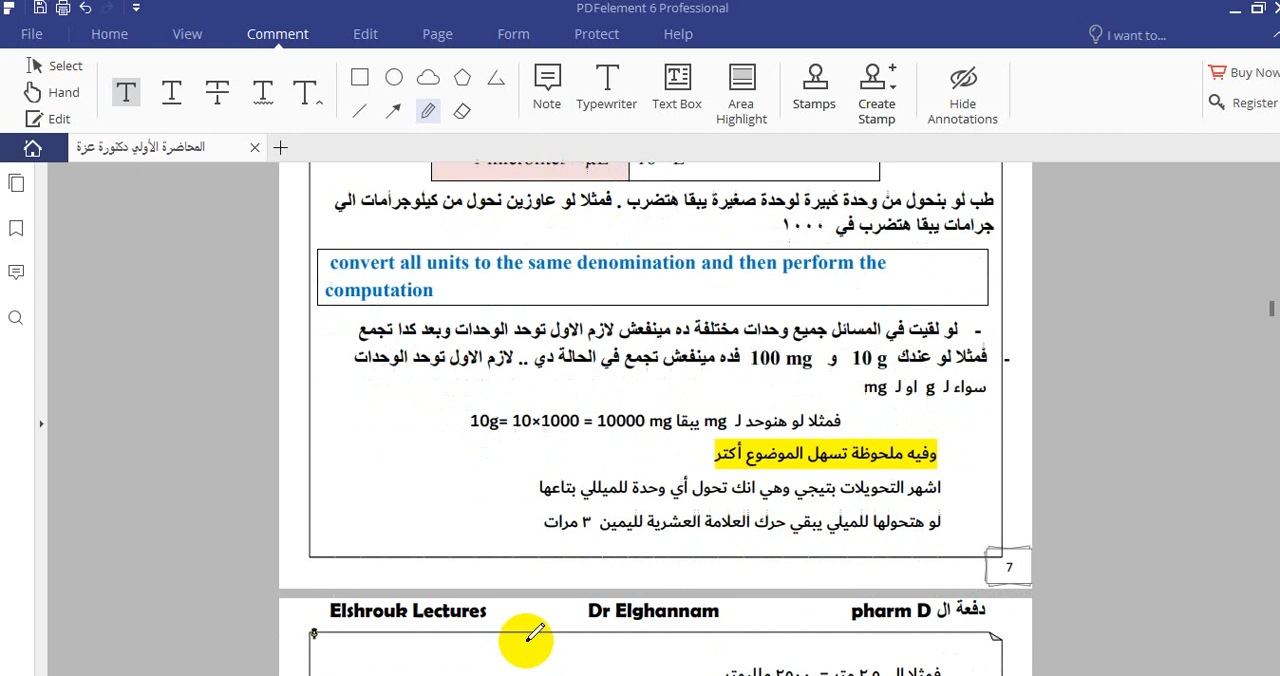 PDFelement 6 Professional
File Home View Comment Edit Page Form Protect Help I want to...
Select
Hand
Edit
T T T T T
Note Typewriter Text Box Area Highlight Stamps Create Stamp Hide Annotations
Buy Now
Register
المحاضرة الأولي دكتورة عزة
طب لو بنحول من وحدة كبيرة لوحدة صغيرة يبقا هتضرب . فمثلا لو عاوزين نحول من كيلوجرامات الي
جرامات يبقا هتضرب في ١٠٠٠
convert all units to the same denomination and then perform the
computation
- لو لقيت في المسائل جميع وحدات مختلفة ده مينفعش لازم الاول توحد الوحدات وبعد كدا تجمع
- فمثلا لو عندك 10 g و 100 mg فده مينفعش تجمع في الحالة دي .. لازم الاول توحد الوحدات
سواء لـ g او لـ mg
فمثلا لو هنوحد لـ mg يبقا 10g= 10×1000 = 10000 mg
وفيه ملحوظة تسهل الموضوع أكتر
اشهر التحويلات بتيجي وهي انك تحول أي وحدة للميللي بتاعها
لو هتحولها للميلي يبقي حرك العلامة العشرية لليمين ٣ مرات
7
Elshrouk Lectures Dr Elghannam دفعة ال pharm D